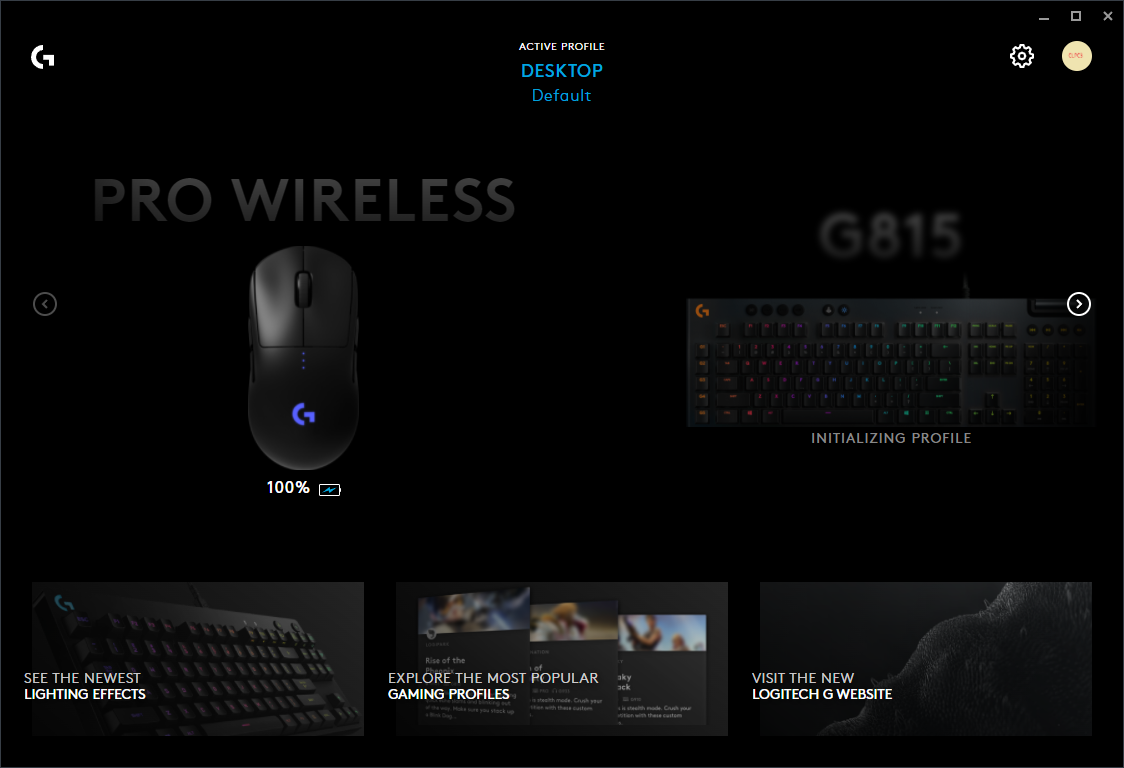 ACTIVE PROFILE
DESKTOP
Default
PRO WIRELESS
G815
INITIALIZING PROFILE
100%
SEE THE NEWEST
LIGHTING EFFECTS
Rise of the
EXPLORE THE MOST POPULAR
GAMING PROFILES
VISIT THE NEW
LOGITECH G WEBSITE